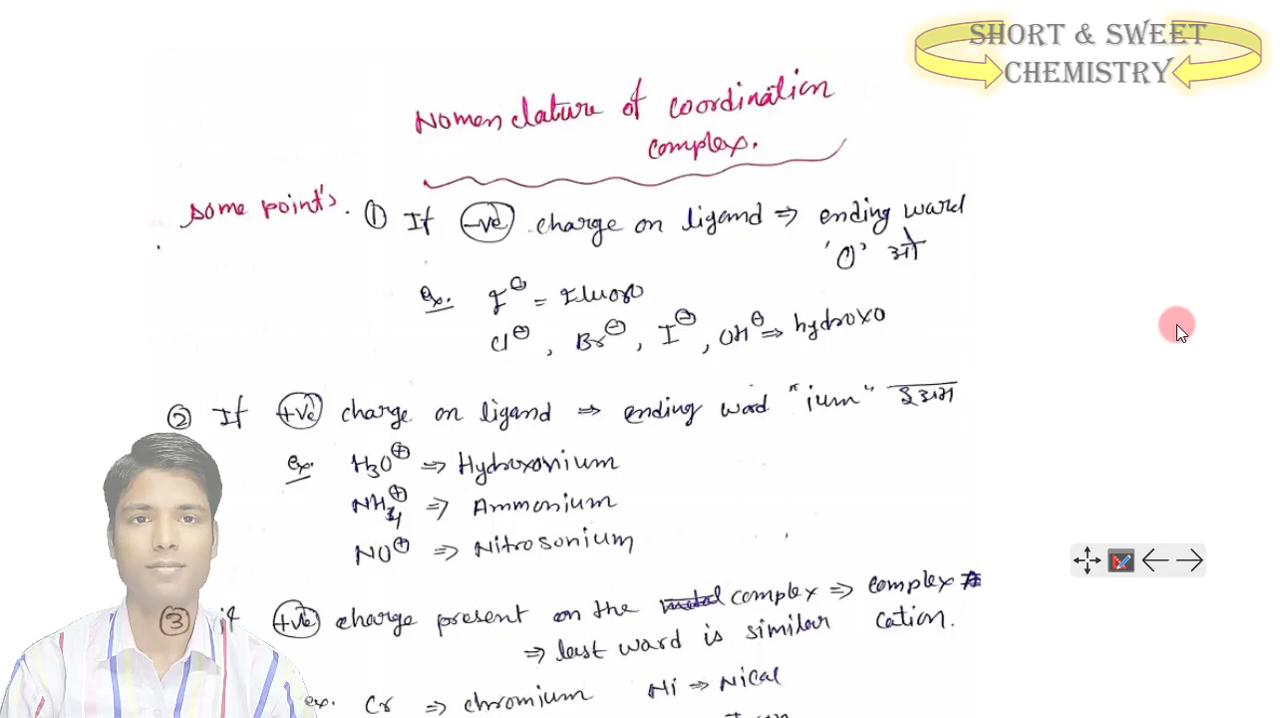 SHORT & SWEET
CHEMISTRY
Nomenclature of coordination
complex.
some point's.
① If -ve charge on ligand ⇒ ending ward
'O' ओ
ex. F⊖ = Fluoro
Cl⊖, Br⊖, I⊖, OH⊖ ⇒ hydroxo
② If +ve charge on ligand ⇒ ending word "ium" इअम
ex. H3O⊕ ⇒ Hydroxonium
NH4⊕ ⇒ Ammonium
NO⊕ ⇒ Nitrosonium
③ if +ve charge present on the complex ⇒ complex
cation.
⇒ last ward is similar
ex. Cr ⇒ chromium Ni → Nical